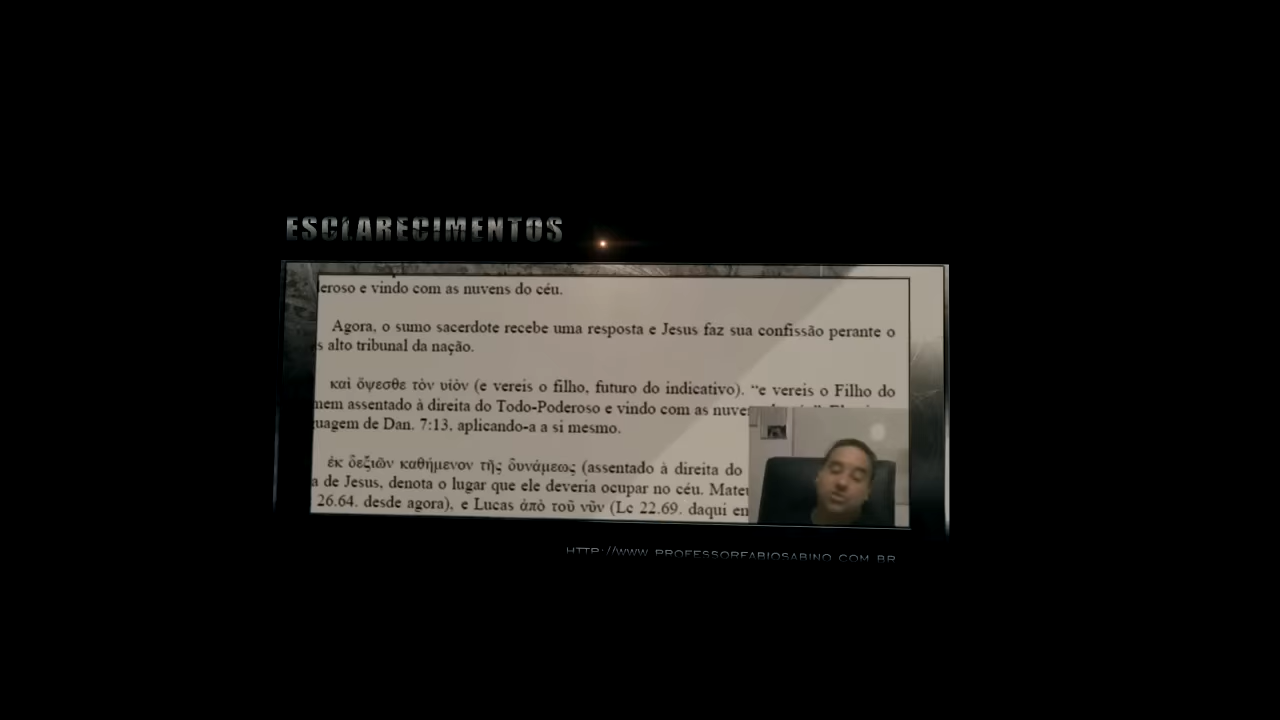 ESCLARECIMENTOS
leroso e vindo com as nuvens do céu.
Agora, o sumo sacerdote recebe uma resposta e Jesus faz sua confissão perante o
s alto tribunal da nação.
καὶ ὄψεσθε τὸν υἱὸν (e vereis o filho, futuro do indicativo). “e vereis o Filho do
mem assentado à direita do Todo-Poderoso e vindo com as nuve
uagem de Dan. 7:13, aplicando-a a si mesmo.
ἐκ δεξιῶν καθήμενον τῆς δυνάμεως (assentado à direita do
a de Jesus, denota o lugar que ele deveria ocupar no céu. Mateu
26.64. desde agora), e Lucas ἀπὸ τοῦ νῦν (Lc 22.69. daqui em
HTTP://WWW.PROFESSORFABIOSABINO.COM.BR